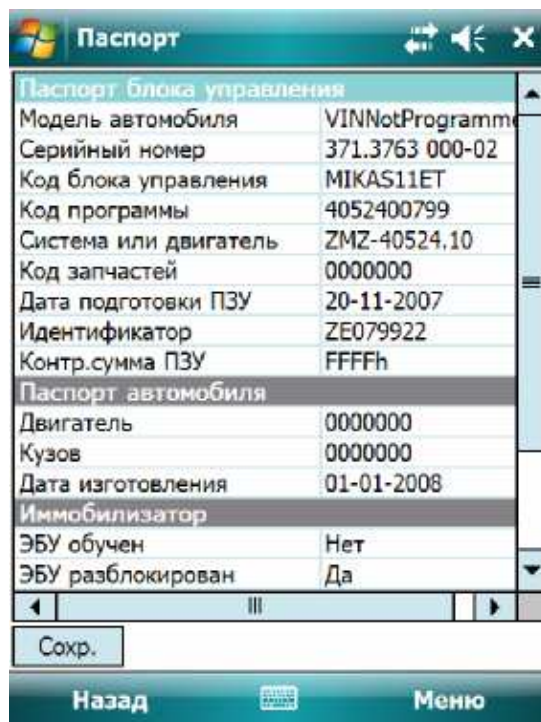 Паспорт
Паспорт блока управления
Модель автомобиля VINNotProgramme
Серийный номер 371.3763 000-02
Код блока управления MIKAS11ET
Код программы 4052400799
Система или двигатель ZMZ-40524.10
Код запчастей 0000000
Дата подготовки ПЗУ 20-11-2007
Идентификатор ZE079922
Контр.сумма ПЗУ FFFFh
Паспорт автомобиля
Двигатель 0000000
Кузов 0000000
Дата изготовления 01-01-2008
Иммобилизатор
ЭБУ обучен Нет
ЭБУ разблокирован Да
Сохр.
Назад Меню